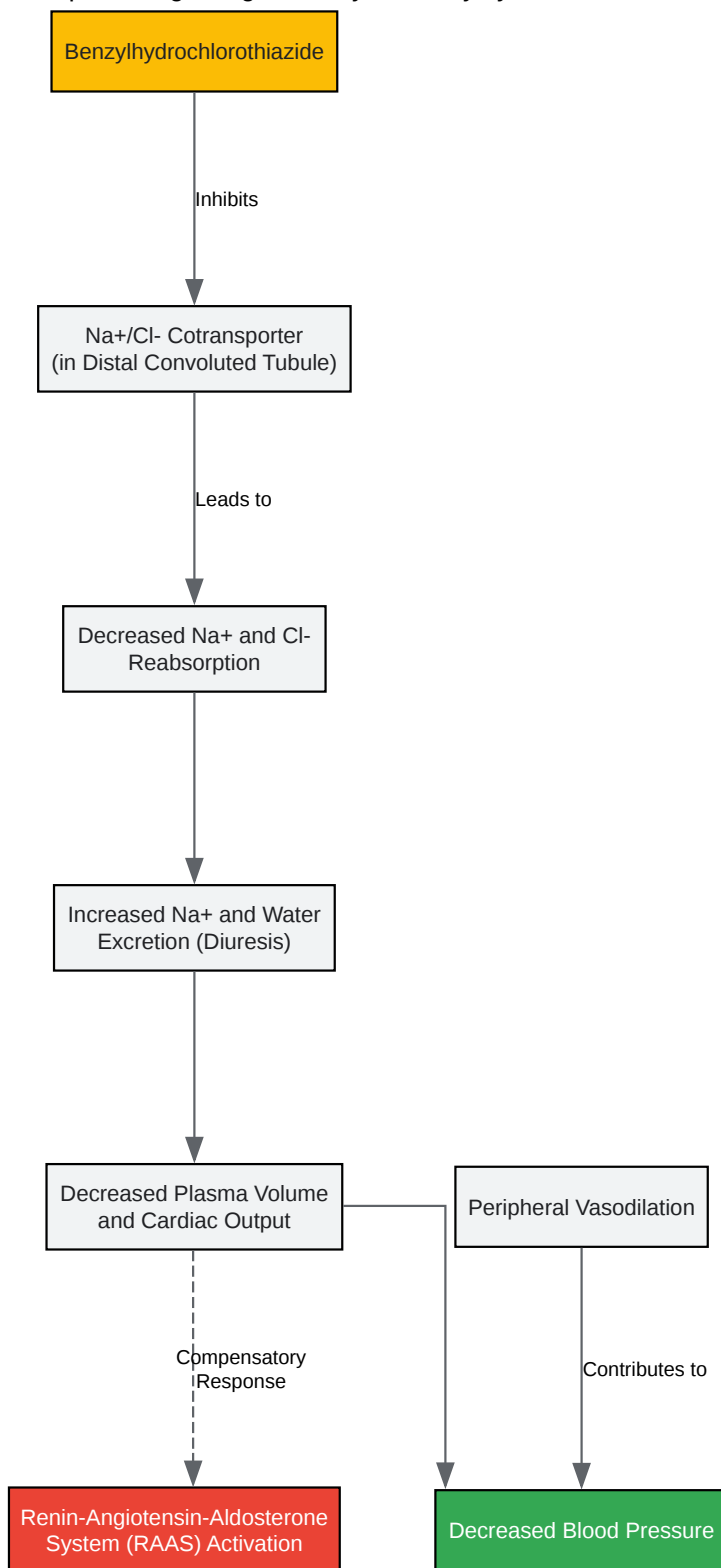 Benzylhydrochlorothiazide
Inhibits
Na+/Cl- Cotransporter
(in Distal Convoluted Tubule)
Leads to
Decreased Na+ and Cl-
Reabsorption
Increased Na+ and Water
Excretion (Diuresis)
Decreased Plasma Volume
and Cardiac Output
Peripheral Vasodilation
Compensatory
Response
Contributes to
Renin-Angiotensin-Aldosterone
System (RAAS) Activation
Decreased Blood Pressure